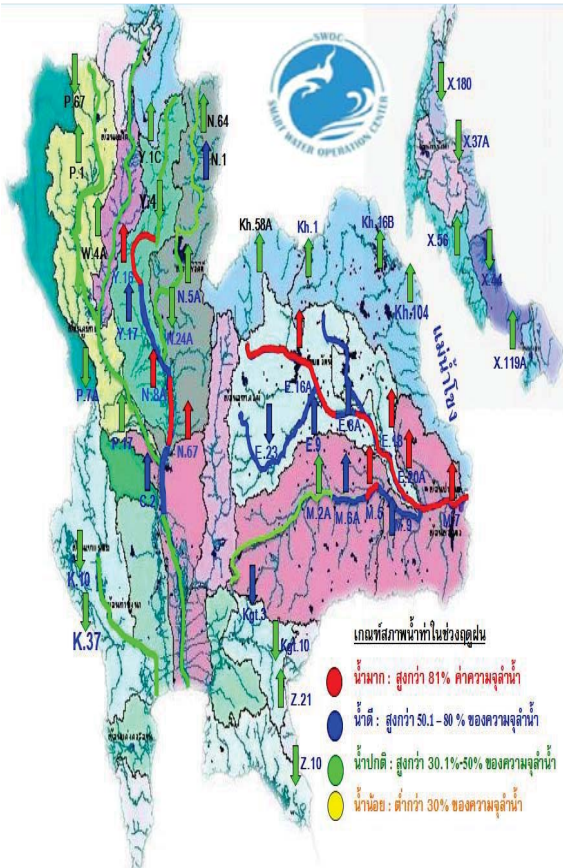 SWOC
SMART WATER OPERATION CENTER
P.67
P.1
W.4A
Y.1C
Y.4
N.64
N.1
Y.16
Y.17
N.5A
W.24A
P.7A
P.17
N.8A
N.67
C.2
K.10
K.37
Kh.58A
Kh.1
Kh.16B
Kh.104
แม่น้ำโขง
E.16A
E.23
E.9
E.8A
E.18
E.20A
M.2A
M.6A
M.5
M.9
M.7
Kgt.3
Kgt.10
Z.21
Z.10
X.180
X.37A
X.56
X.44
X.119A
เกณฑ์สภาพน้ำท่าในช่วงฤดูฝน
น้ำมาก : สูงกว่า 81% ค่าความจุลำน้ำ
น้ำดี : สูงกว่า 50.1 – 80 % ของความจุลำน้ำ
น้ำปกติ : สูงกว่า 30.1%-50% ของความจุลำน้ำ
น้ำน้อย : ต่ำกว่า 30% ของความจุลำน้ำ